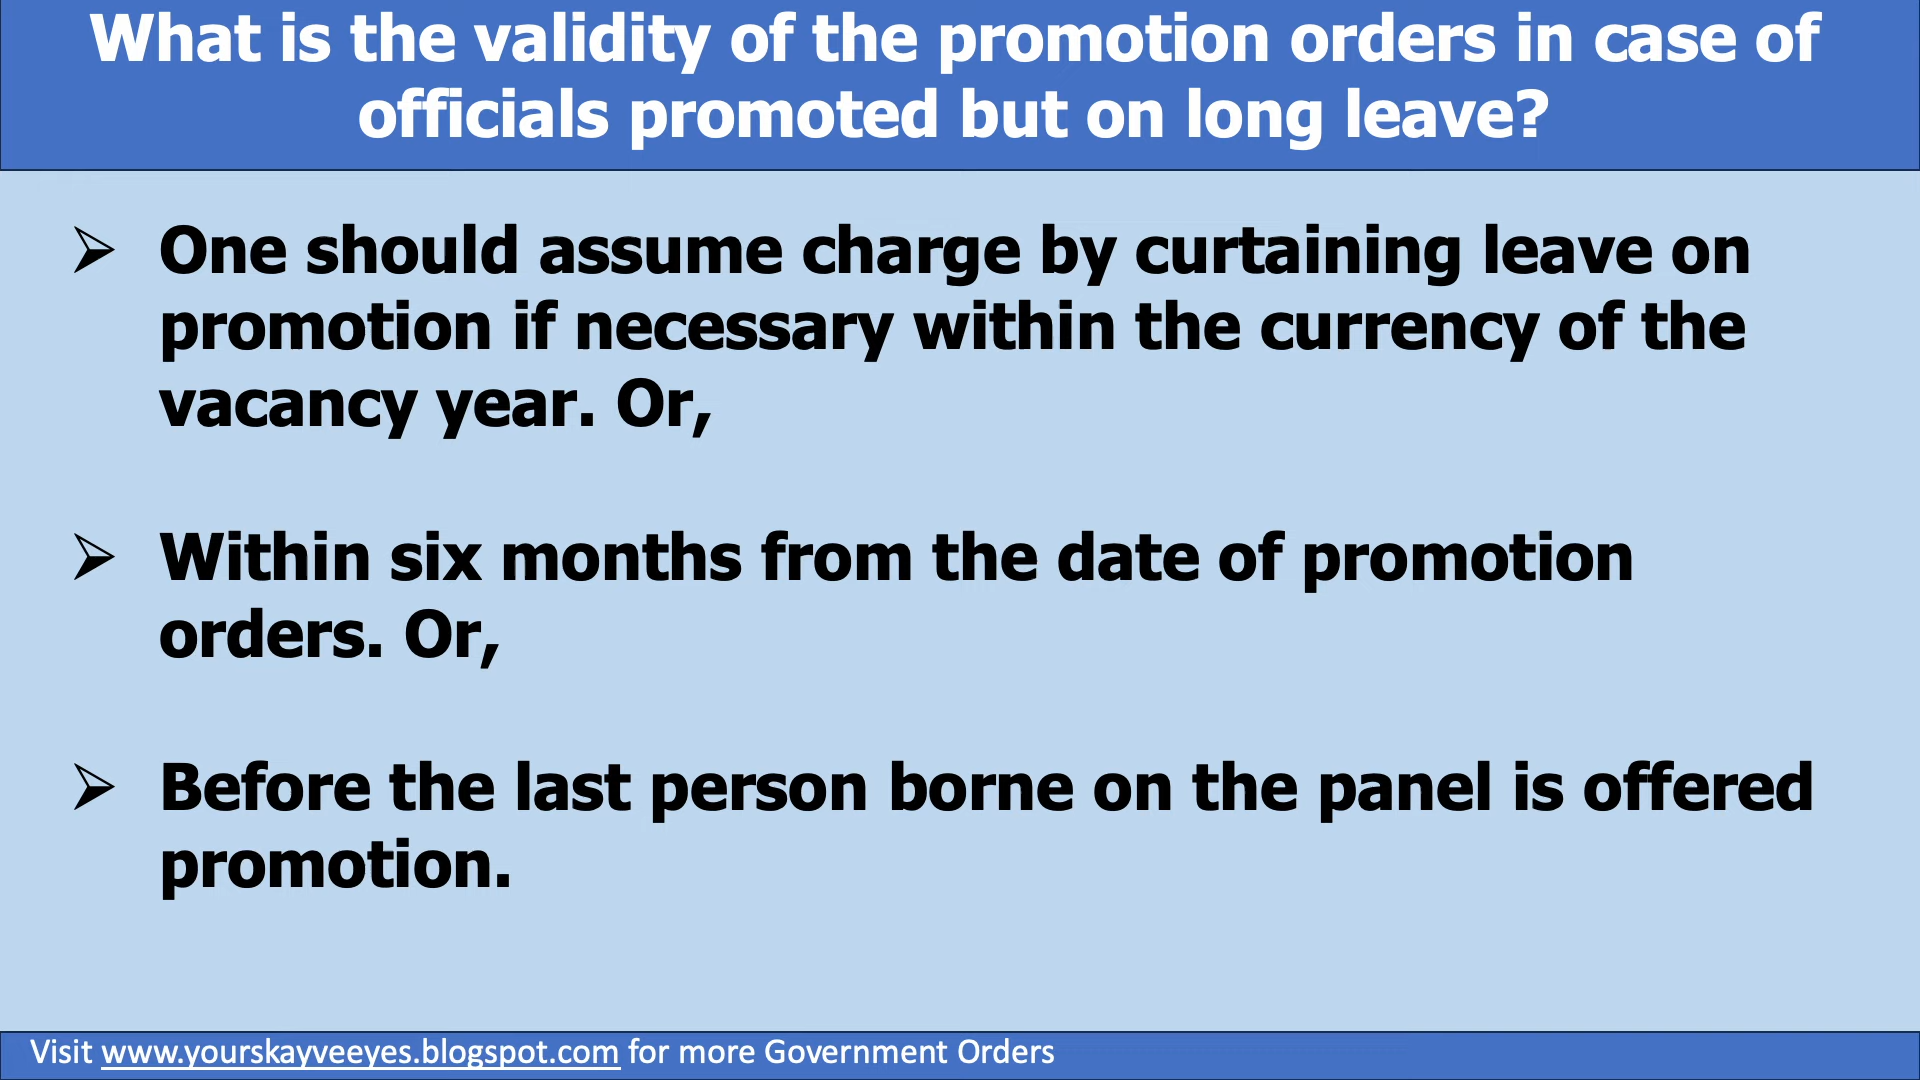 What is the validity of the promotion orders in case of
officials promoted but on long leave?
➢ One should assume charge by curtaining leave on
promotion if necessary within the currency of the
vacancy year. Or,
➢ Within six months from the date of promotion
orders. Or,
➢ Before the last person borne on the panel is offered
promotion.
Visit www.yourskayveeyes.blogspot.com for more Government Orders